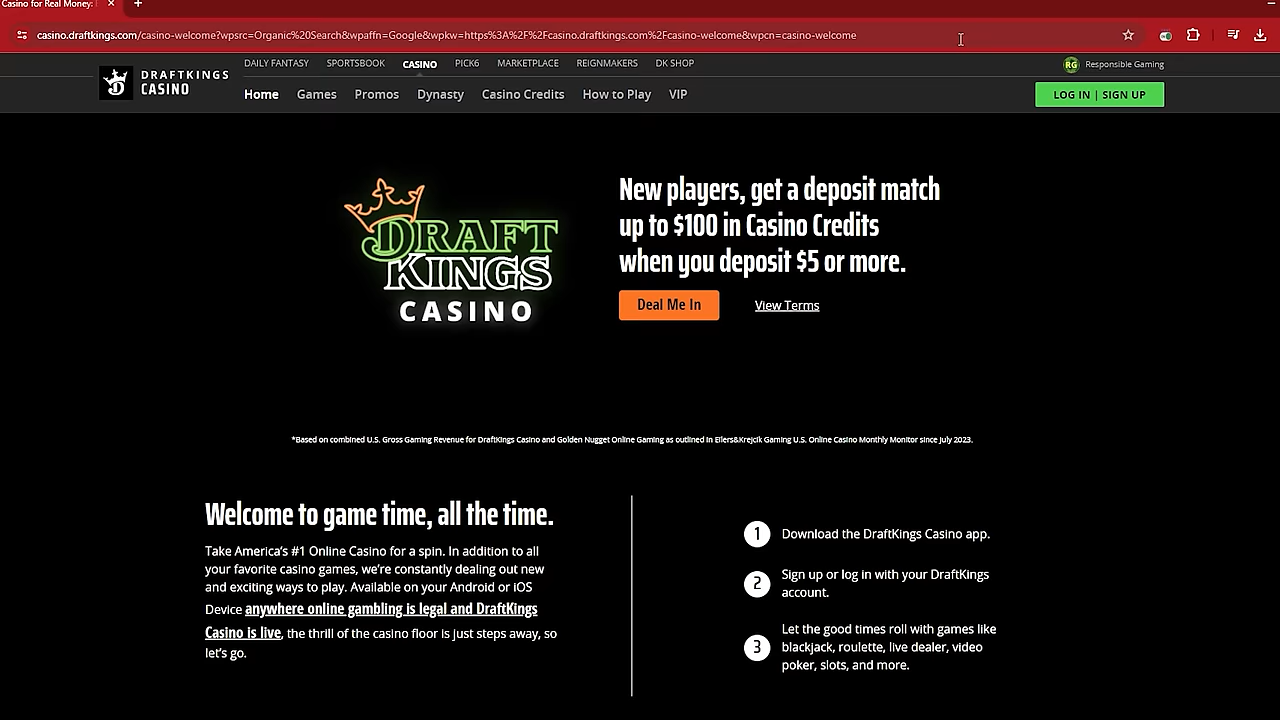 Casino for Real Money:
casino.draftkings.com/casino-welcome?wpsrc=Organic%20Search&wpaffn=Google&wpkw=https%3A%2F%2Fcasino.draftkings.com%2Fcasino-welcome&wpcn=casino-welcome
DAILY FANTASY SPORTSBOOK CASINO PICK6 MARKETPLACE REIGNMAKERS DK SHOP
RG Responsible Gaming
DRAFTKINGS
CASINO
Home Games Promos Dynasty Casino Credits How to Play VIP
LOG IN | SIGN UP
DRAFT
KINGS
CASINO
New players, get a deposit match
up to $100 in Casino Credits
when you deposit $5 or more.
Deal Me In View Terms
*Based on combined U.S. Gross Gaming Revenue for DraftKings Casino and Golden Nugget Online Gaming as outlined in Eilers&Krejcik Gaming U.S. Online Casino Monthly Monitor since July 2023.
Welcome to game time, all the time.
Take America's #1 Online Casino for a spin. In addition to all
your favorite casino games, we're constantly dealing out new
and exciting ways to play. Available on your Android or iOS
Device anywhere online gambling is legal and DraftKings
Casino is live, the thrill of the casino floor is just steps away, so
let's go.
1 Download the DraftKings Casino app.
2 Sign up or log in with your DraftKings
account.
3 Let the good times roll with games like
blackjack, roulette, live dealer, video
poker, slots, and more.